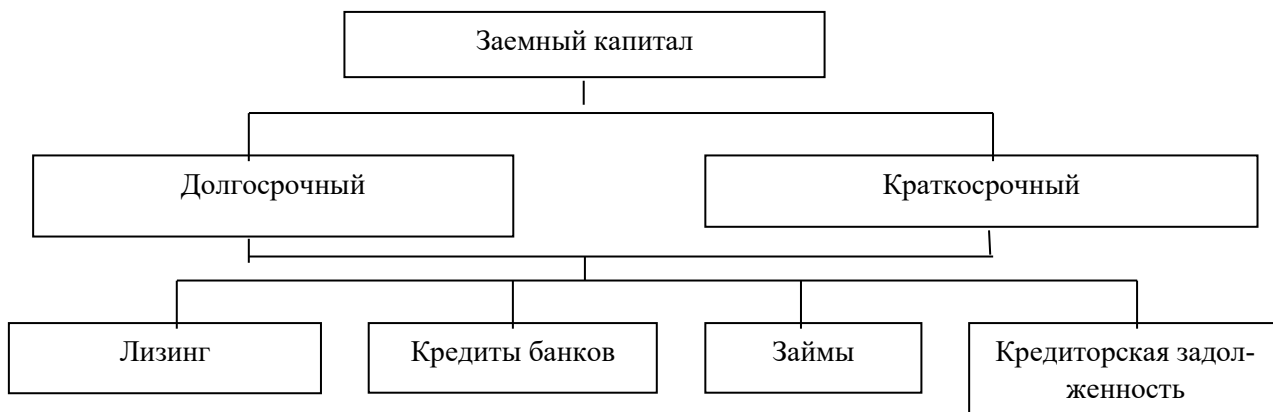 Заемный капитал
Долгосрочный
Краткосрочный
Лизинг
Кредиты банков
Займы
Кредиторская задол-
женность